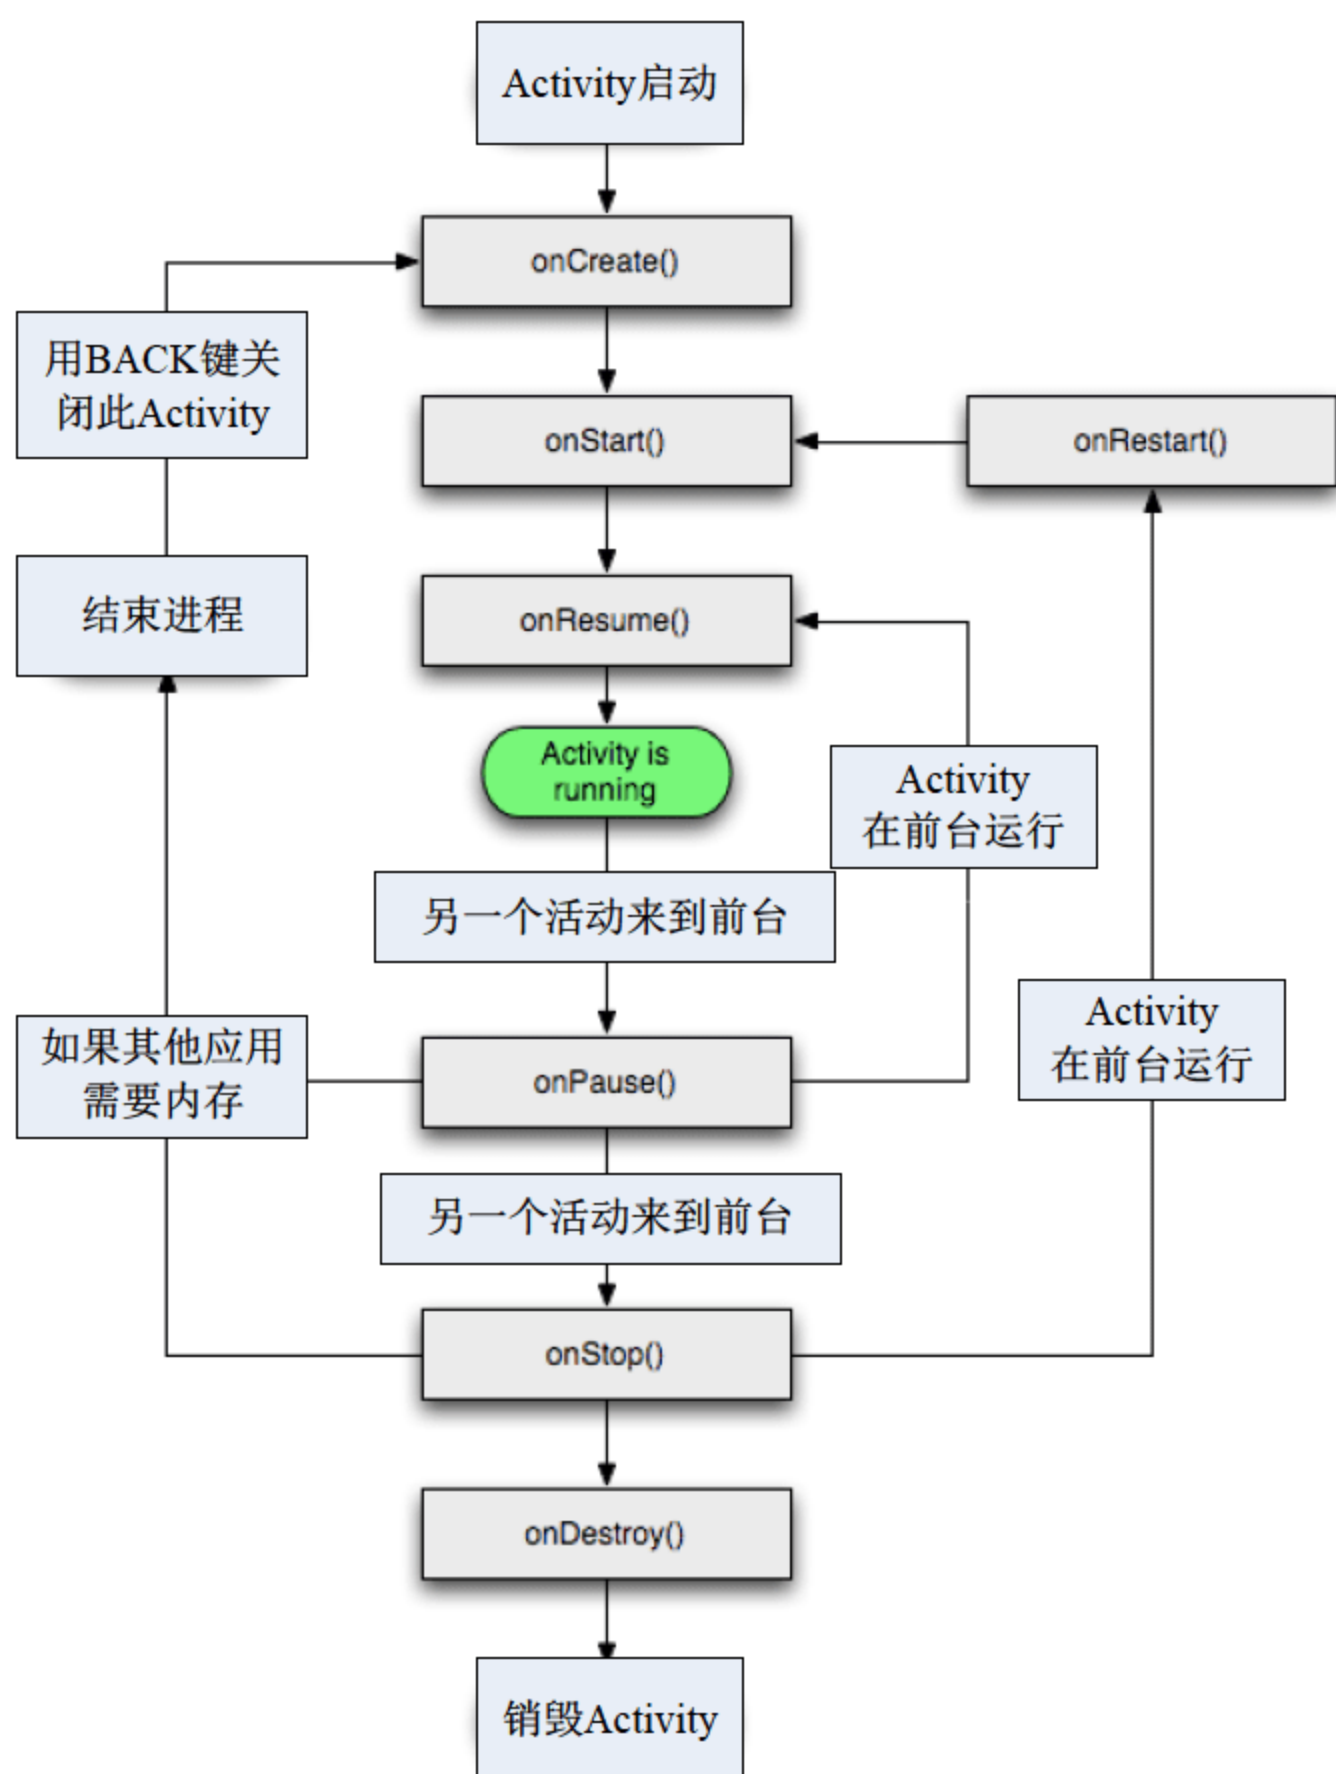 Activity启动
onCreate()
用BACK键关
闭此Activity
onStart()
onRestart()
结束进程
onResume()
Activity is
running
Activity
在前台运行
另一个活动来到前台
Activity
在前台运行
如果其他应用
需要内存
onPause()
另一个活动来到前台
onStop()
onDestroy()
销毁Activity